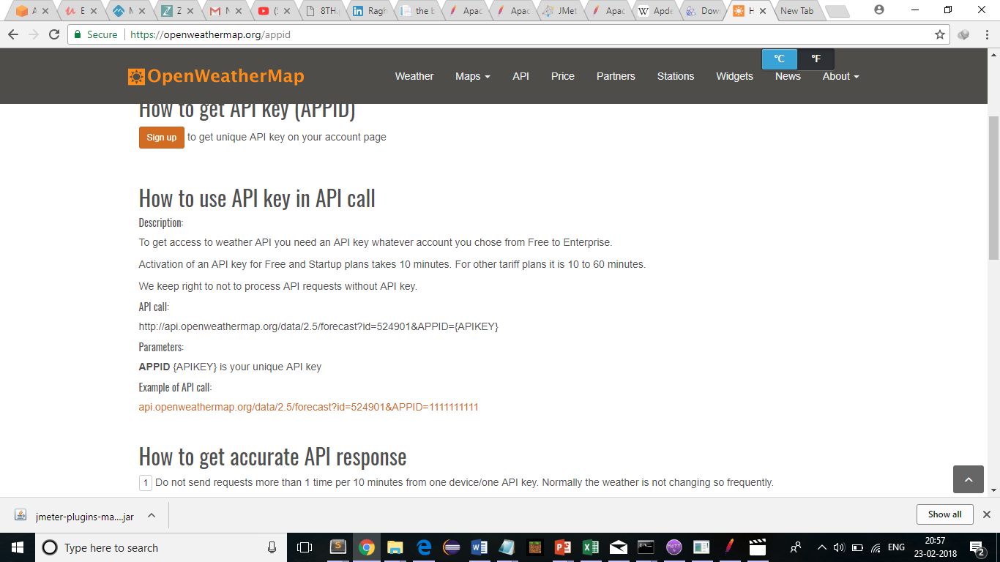 A
E
M
Z
N
(
8TH.
Ragh
the b
Apac
Apac
JMet
Apac
Apde
Dow
H
New Tab
Secure
https://openweathermap.org/appid
°C
°F
OpenWeatherMap
Weather
Maps
API
Price
Partners
Stations
Widgets
News
About
How to get API key (APPID)
Sign up to get unique API key on your account page
How to use API key in API call
Description:
To get access to weather API you need an API key whatever account you chose from Free to Enterprise.
Activation of an API key for Free and Startup plans takes 10 minutes. For other tariff plans it is 10 to 60 minutes.
We keep right to not to process API requests without API key.
API call:
http://api.openweathermap.org/data/2.5/forecast?id=524901&APPID={APIKEY}
Parameters:
APPID {APIKEY} is your unique API key
Example of API call:
api.openweathermap.org/data/2.5/forecast?id=524901&APPID=1111111111
How to get accurate API response
1 Do not send requests more than 1 time per 10 minutes from one device/one API key. Normally the weather is not changing so frequently.
jmeter-plugins-ma....jar
Show all
Type here to search
ENG
20:57
23-02-2018
2